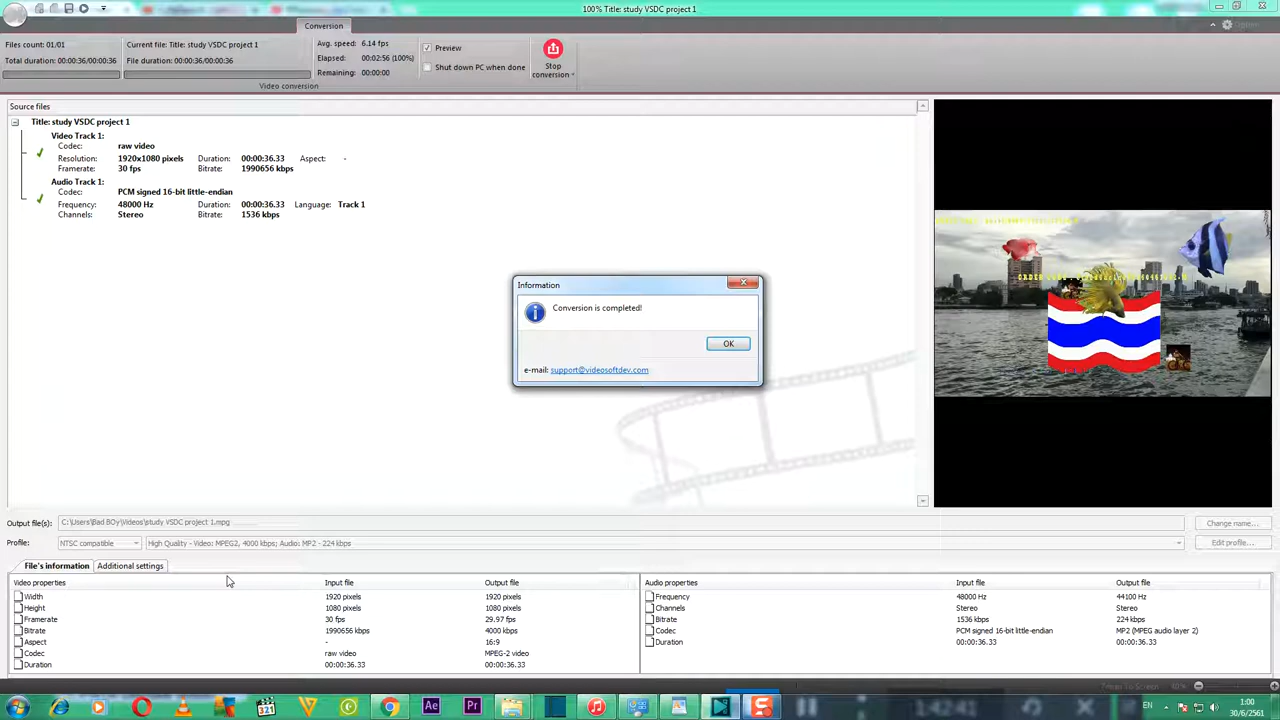 100% Title: study VSDC project 1
Conversion
Options
Files count: 01/01
Total duration: 00:00:36/00:00:36
Current file: Title: study VSDC project 1
File duration: 00:00:36/00:00:36
Avg. speed: 6.14 fps
Elapsed: 00:02:56 (100%)
Remaining: 00:00:00
Preview
Shut down PC when done
Stop
conversion
Video conversion
Source files
Title: study VSDC project 1
Video Track 1:
Codec: raw video
Resolution: 1920x1080 pixels Duration: 00:00:36.33 Aspect: -
Framerate: 30 fps Bitrate: 1990656 kbps
Audio Track 1:
Codec: PCM signed 16-bit little-endian
Frequency: 48000 Hz Duration: 00:00:36.33 Language: Track 1
Channels: Stereo Bitrate: 1536 kbps
Information
Conversion is completed!
OK
e-mail: support@videosoftdev.com
Output file(s): C:\Users\Bad BOy\Videos\study VSDC project 1.mpg Change name...
Profile: NTSC compatible High Quality - Video: MPEG2, 4000 kbps; Audio: MP2 - 224 kbps Edit profile...
File's information Additional settings
Video properties Input file Output file
Width 1920 pixels 1920 pixels
Height 1080 pixels 1080 pixels
Framerate 30 fps 29.97 fps
Bitrate 1990656 kbps 4000 kbps
Aspect - 16:9
Codec raw video MPEG-2 video
Duration 00:00:36.33 00:00:36.33
Audio properties Input file Output file
Frequency 48000 Hz 44100 Hz
Channels Stereo Stereo
Bitrate 1536 kbps 224 kbps
Codec PCM signed 16-bit little-endian MP2 (MPEG audio layer 2)
Duration 00:00:36.33 00:00:36.33
321
Ae
Pr
1:42:41
EN
1:00
30/6/2561